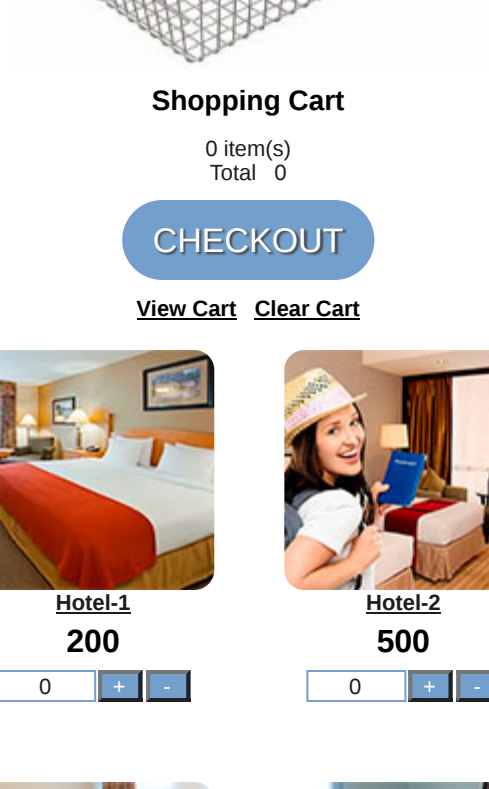 Shopping Cart
0 item(s)
Total 0
CHECKOUT
View Cart Clear Cart
Hotel-1
Hotel-2
200
500
0 + -
0 + -